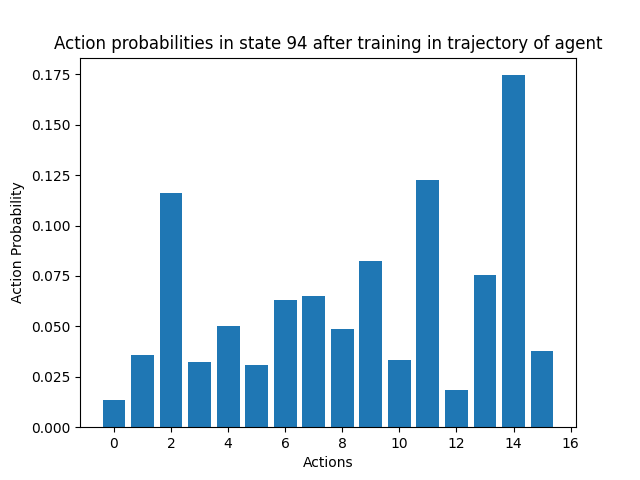 Action probabilities in state 94 after training in trajectory of agent
0.175
0.150
0.125
0.100
0.075
0.050
0.025
0.000
Action Probability
0 2 4 6 8 10 12 14 16
Actions